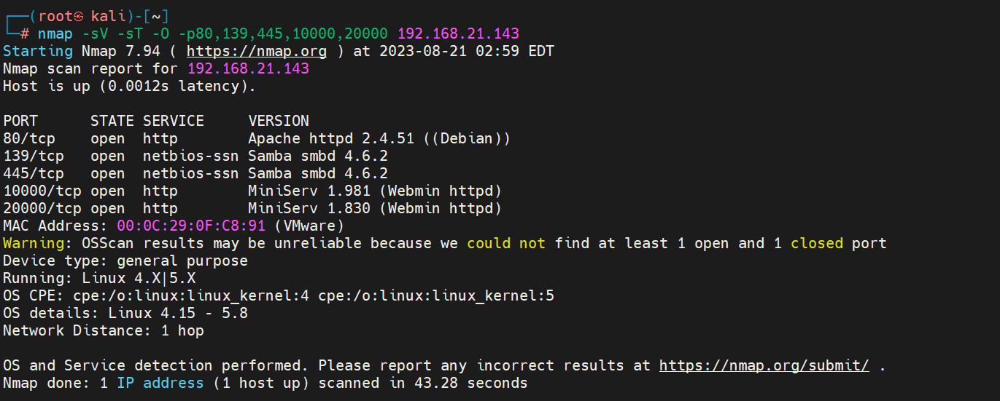 ┌──(root㉿ kali)-[~]
└─# nmap -sV -sT -O -p80,139,445,10000,20000 192.168.21.143
Starting Nmap 7.94 ( https://nmap.org ) at 2023-08-21 02:59 EDT
Nmap scan report for 192.168.21.143
Host is up (0.0012s latency).

PORT      STATE SERVICE     VERSION
80/tcp    open  http        Apache httpd 2.4.51 ((Debian))
139/tcp   open  netbios-ssn Samba smbd 4.6.2
445/tcp   open  netbios-ssn Samba smbd 4.6.2
10000/tcp open  http        MiniServ 1.981 (Webmin httpd)
20000/tcp open  http        MiniServ 1.830 (Webmin httpd)
MAC Address: 00:0C:29:0F:C8:91 (VMware)
Warning: OSScan results may be unreliable because we could not find at least 1 open and 1 closed port
Device type: general purpose
Running: Linux 4.X|5.X
OS CPE: cpe:/o:linux:linux_kernel:4 cpe:/o:linux:linux_kernel:5
OS details: Linux 4.15 - 5.8
Network Distance: 1 hop

OS and Service detection performed. Please report any incorrect results at https://nmap.org/submit/ .
Nmap done: 1 IP address (1 host up) scanned in 43.28 seconds